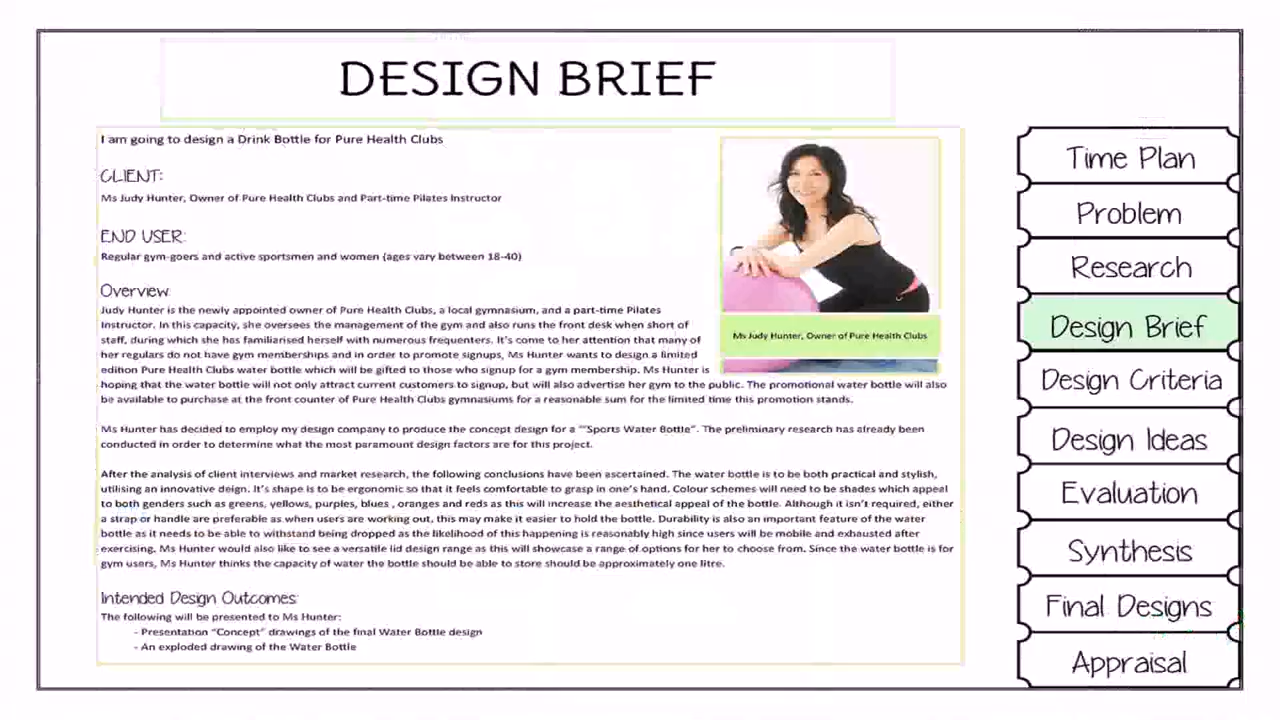 DESIGN BRIEF
I am going to design a Drink Bottle for Pure Health Clubs
CLIENT:
Ms Judy Hunter, Owner of Pure Health Clubs and Part-time Pilates Instructor
END USER:
Regular gym-goers and active sportsmen and women (ages vary between 18-40)
Overview
Judy Hunter is the newly appointed owner of Pure Health Clubs, a local gymnasium, and a part-time Pilates
Instructor. In this capacity, she oversees the management of the gym and also runs the front desk when short of
staff, during which she has familiarised herself with numerous frequenters. It's come to her attention that many of
her regulars do not have gym memberships and in order to promote signups, Ms Hunter wants to design a limited
edition Pure Health Clubs water bottle which will be gifted to those who signup for a gym membership. Ms Hunter is
hoping that the water bottle will not only attract current customers to signup, but will also advertise her gym to the public. The promotional water bottle will also
be available to purchase at the front counter of Pure Health Clubs gymnasiums for a reasonable sum for the limited time this promotion stands.
Ms Hunter has decided to employ my design company to produce the concept design for a ""Sports Water Bottle". The preliminary research has already been
conducted in order to determine what the most paramount design factors are for this project.
After the analysis of client interviews and market research, the following conclusions have been ascertained. The water bottle is to be both practical and stylish,
utilising an innovative deign. It's shape is to be ergonomic so that it feels comfortable to grasp in one's hand. Colour schemes will need to be shades which appeal
to both genders such as greens, yellows, purples, blues , oranges and reds as this will increase the aesthetical appeal of the bottle. Although it isn't required, either
a strap or handle are preferable as when users are working out, this may make it easier to hold the bottle. Durability is also an important feature of the water
bottle as it needs to be able to withstand being dropped as the likelihood of this happening is reasonably high since users will be mobile and exhausted after
exercising. Ms Hunter would also like to see a versatile lid design range as this will showcase a range of options for her to choose from. Since the water bottle is for
gym users, Ms Hunter thinks the capacity of water the bottle should be able to store should be approximately one litre.
Intended Design Outcomes:
The following will be presented to Ms Hunter:
- Presentation "Concept" drawings of the final Water Bottle design
- An exploded drawing of the Water Bottle
Ms Judy Hunter, Owner of Pure Health Clubs
Time Plan
Problem
Research
Design Brief
Design Criteria
Design Ideas
Evaluation
Synthesis
Final Designs
Appraisal